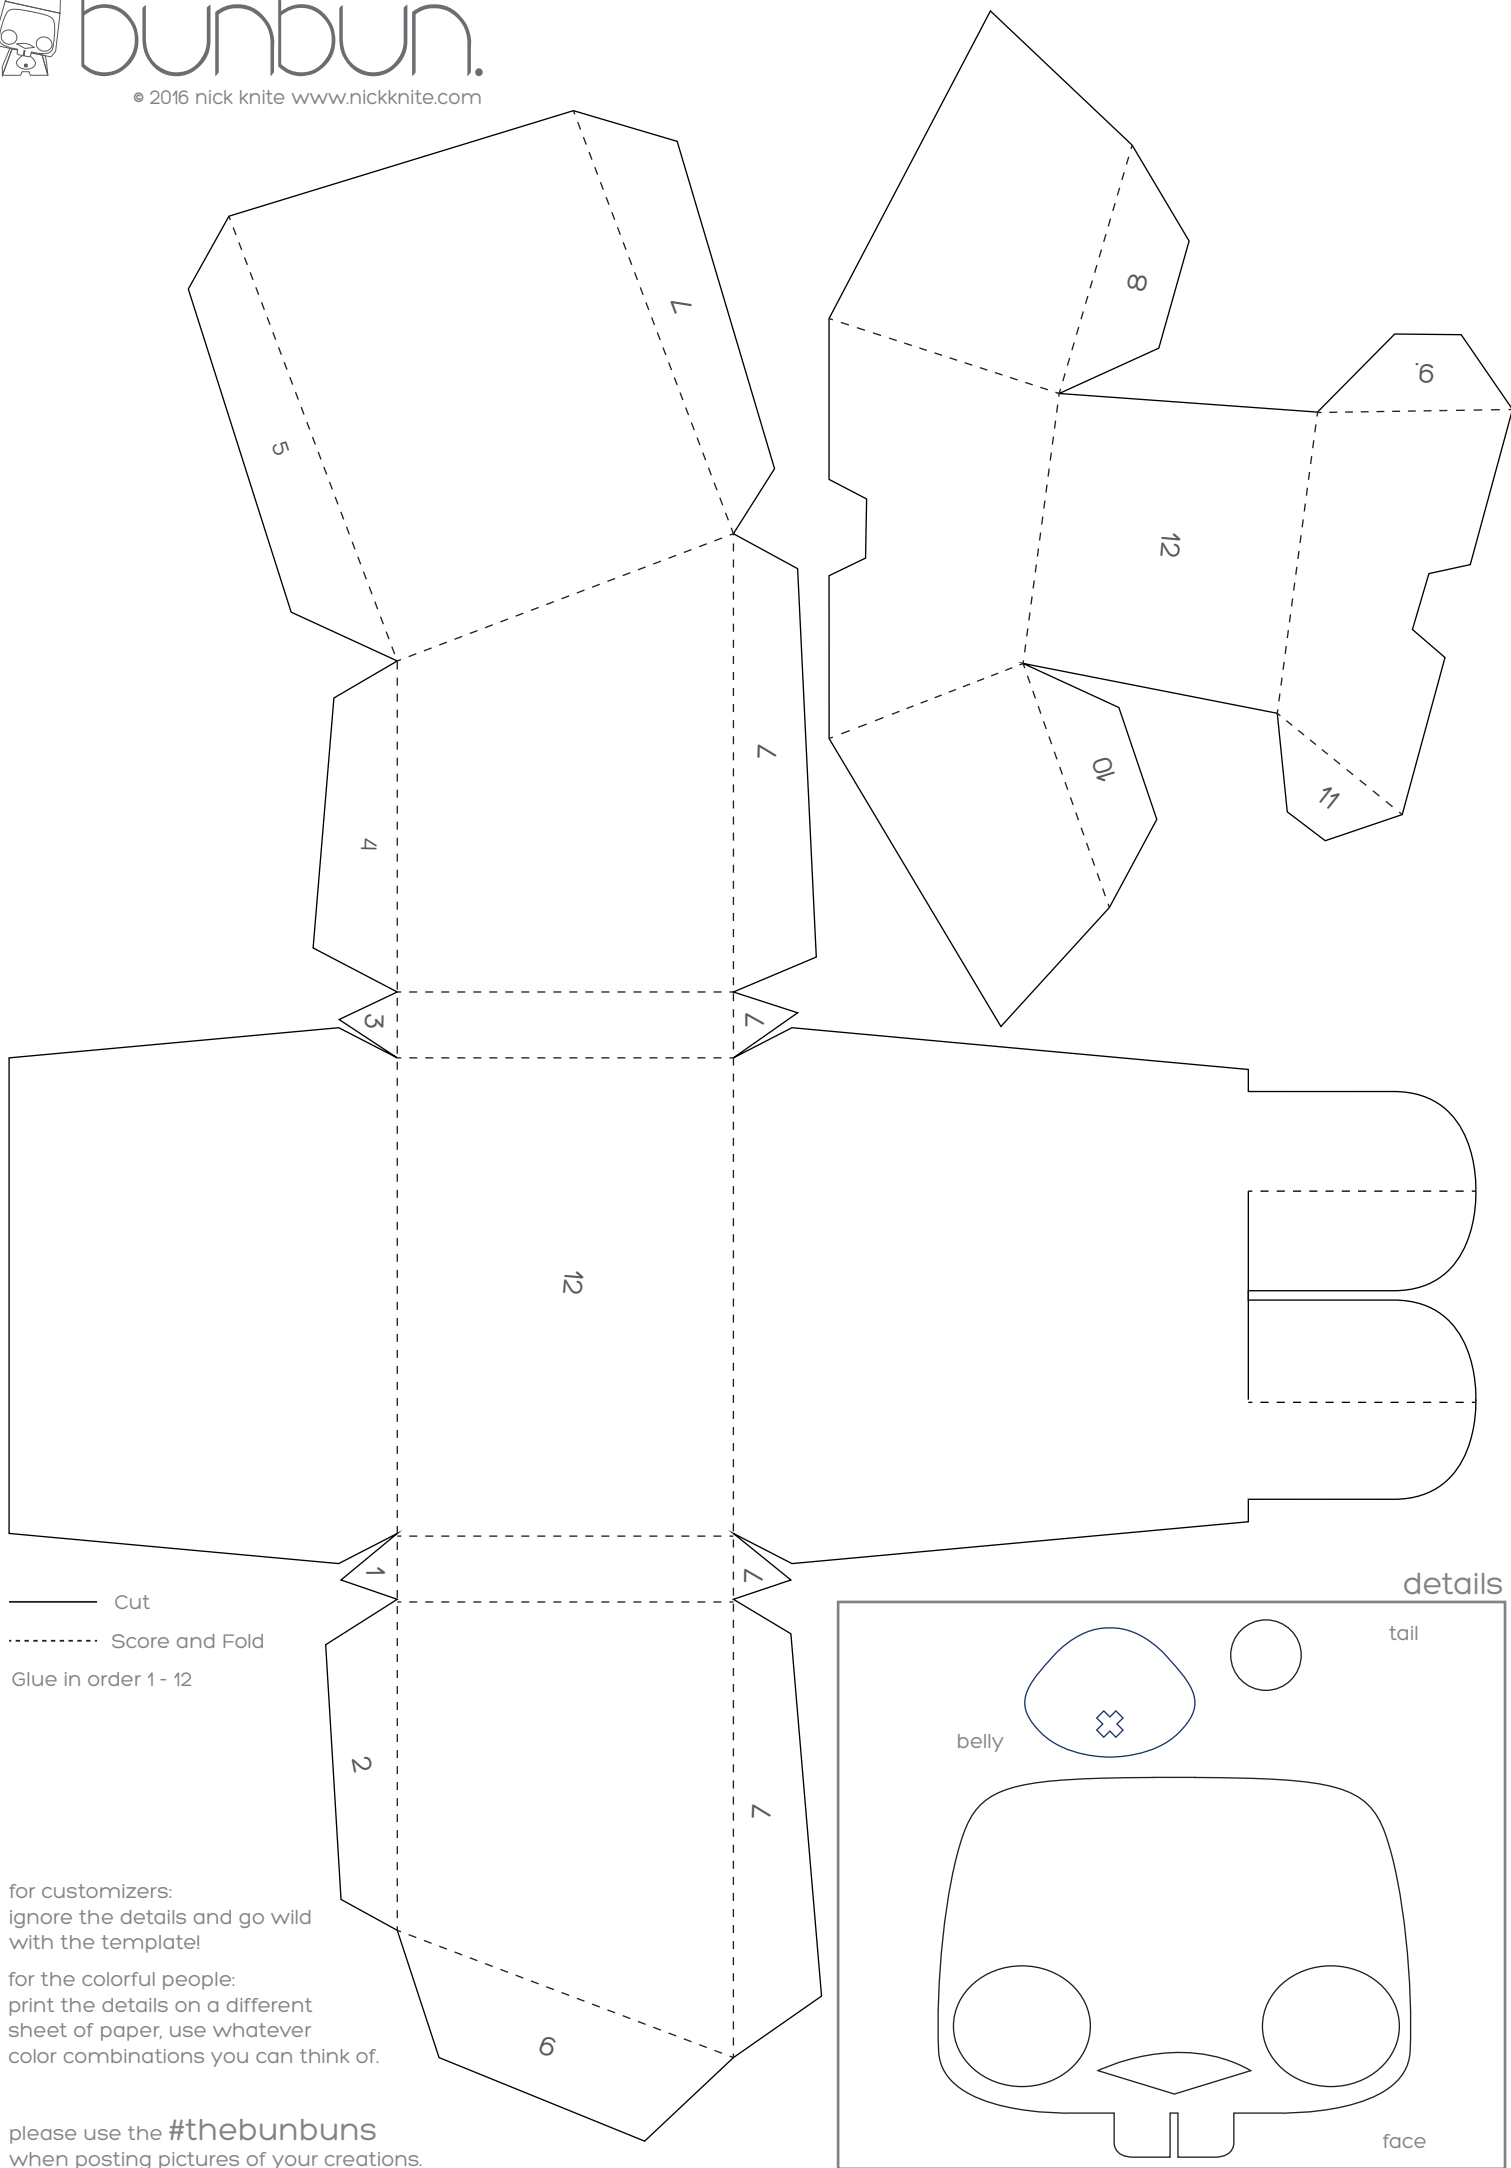 bunbun.
© 2016 nick knite www.nickknite.com
7
8
9.
5
12
7
10
11
4
3
7
12
1
7
2
7
6
Cut
Score and Fold
Glue in order 1 - 12
for customizers:
ignore the details and go wild
with the template!
for the colorful people:
print the details on a different
sheet of paper, use whatever
color combinations you can think of.
please use the #thebunbuns
when posting pictures of your creations.
details
tail
belly
face